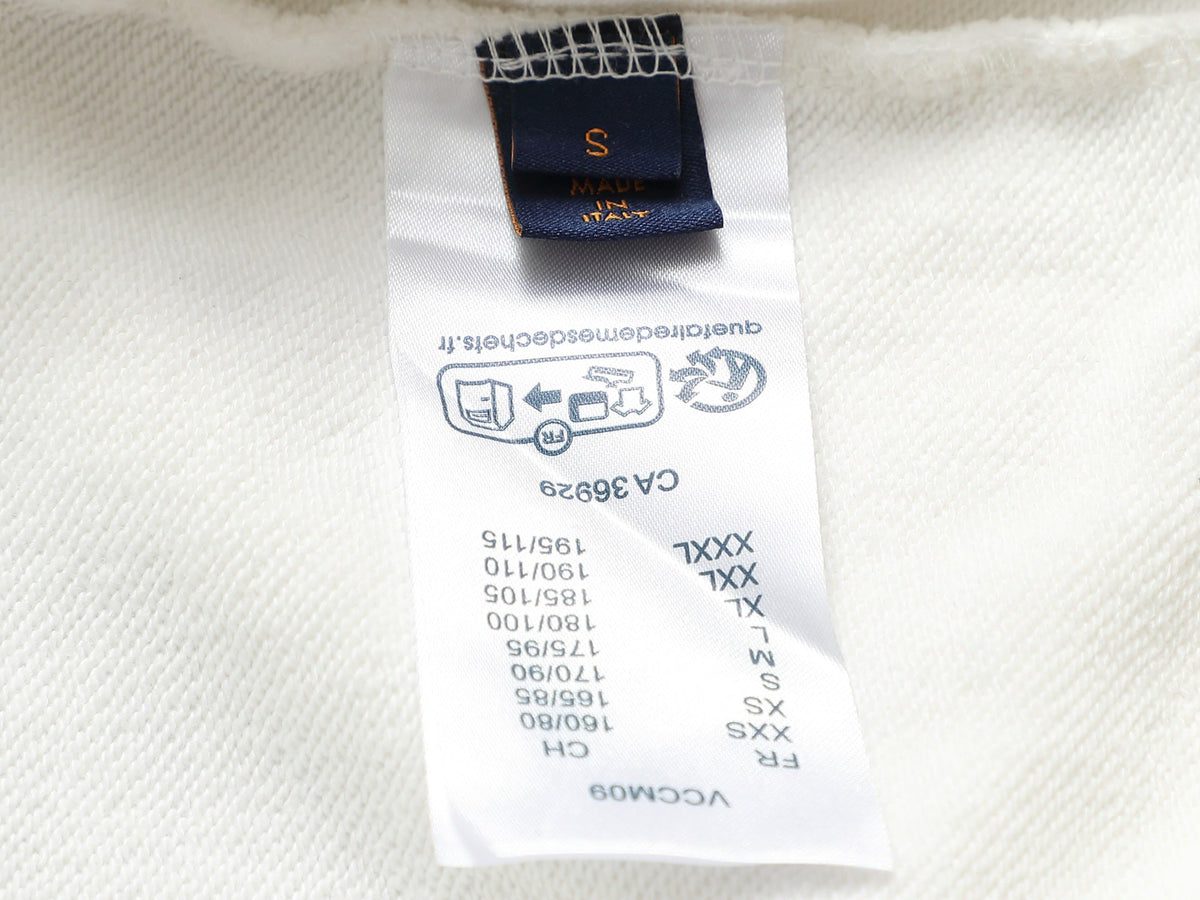 S
MADE
IN
ITALY
VCCM09
FR CH
XXS 160/80
XS 165/85
S 170/90
M 175/95
L 180/100
XL 185/105
XXL 190/110
XXXL 195/115
CA 36929
FR
quefairedemesdechets.fr